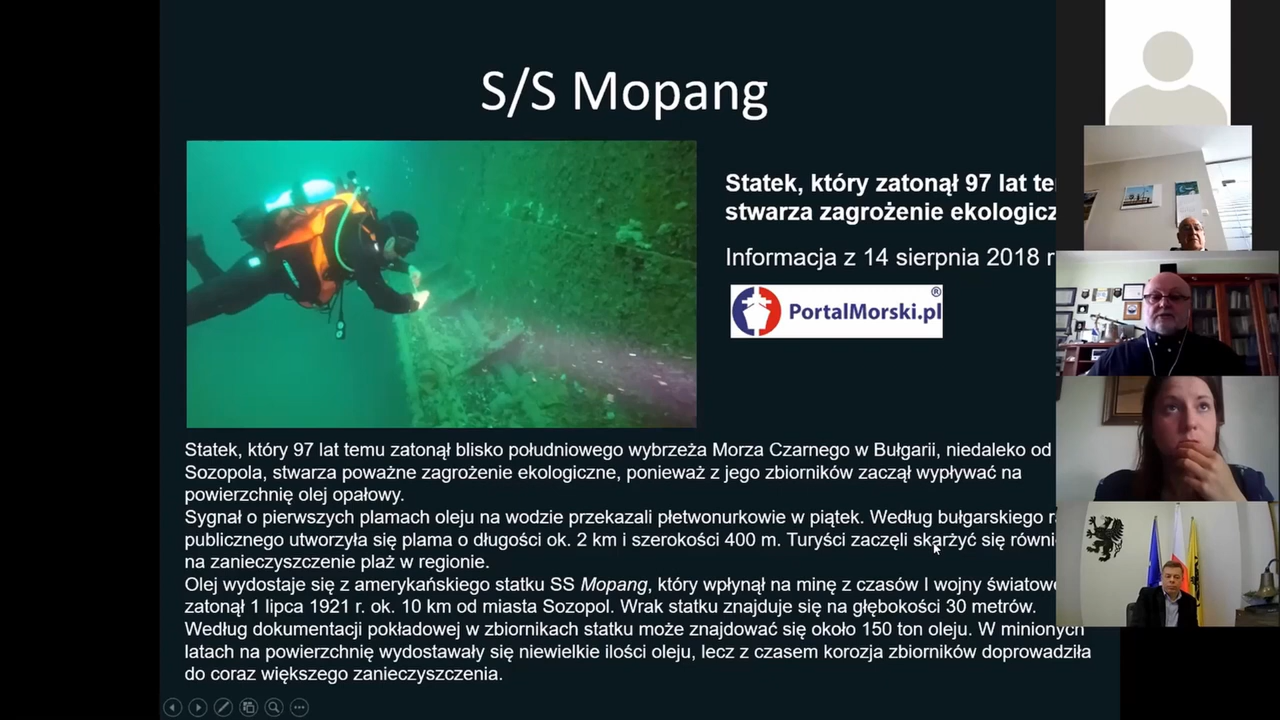 S/S Mopang
Statek, który zatonął 97 lat te
stwarza zagrożenie ekologicz
Informacja z 14 sierpnia 2018 r
PortalMorski.pl®
Statek, który 97 lat temu zatonął blisko południowego wybrzeża Morza Czarnego w Bułgarii, niedaleko od
Sozopola, stwarza poważne zagrożenie ekologiczne, ponieważ z jego zbiorników zaczął wypływać na
powierzchnię olej opałowy.
Sygnał o pierwszych plamach oleju na wodzie przekazali płetwonurkowie w piątek. Według bułgarskiego r
publicznego utworzyła się plama o długości ok. 2 km i szerokości 400 m. Turyści zaczęli skarżyć się równi
na zanieczyszczenie plaż w regionie.
Olej wydostaje się z amerykańskiego statku SS Mopang, który wpłynął na minę z czasów I wojny światow
zatonął 1 lipca 1921 r. ok. 10 km od miasta Sozopol. Wrak statku znajduje się na głębokości 30 metrów.
Według dokumentacji pokładowej w zbiornikach statku może znajdować się około 150 ton oleju. W minionych
latach na powierzchnię wydostawały się niewielkie ilości oleju, lecz z czasem korozja zbiorników doprowadziła
do coraz większego zanieczyszczenia.